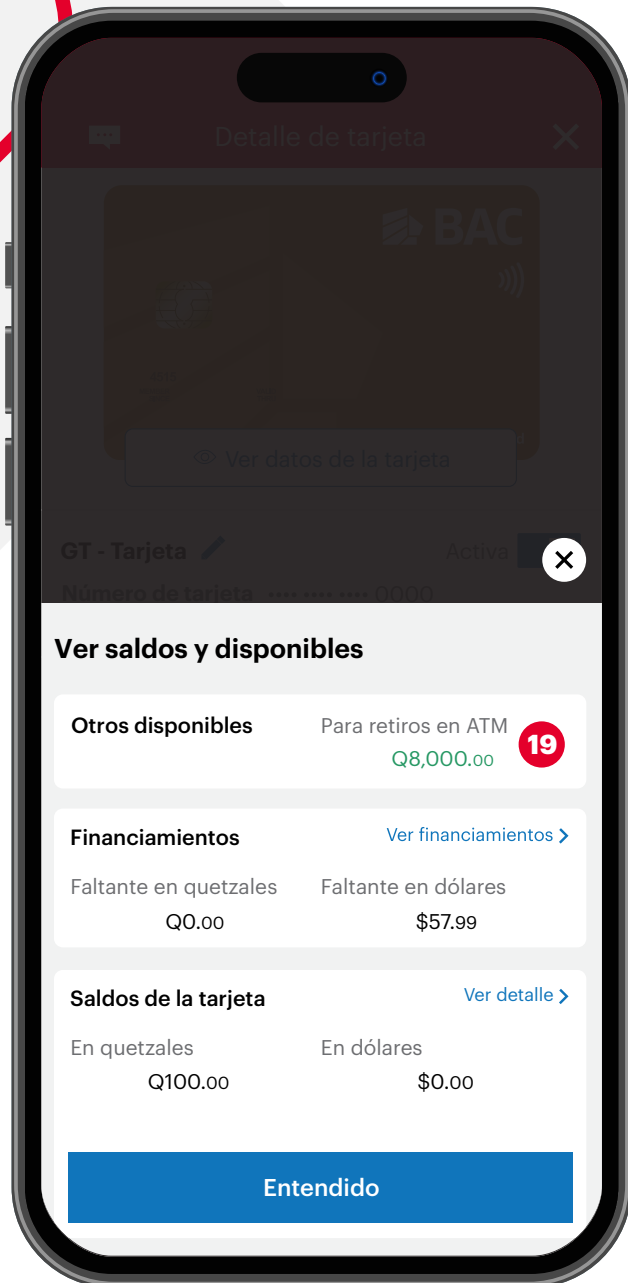 Detalle de tarjeta
BAC
Ver datos de la tarjeta
GT - Tarjeta Activa
Número de tarjeta •••• •••• •••• 0000
Ver saldos y disponibles
Otros disponibles Para retiros en ATM
Q8,000.00
19
Financiamientos Ver financiamientos >
Faltante en quetzales Faltante en dólares
Q0.00 $57.99
Saldos de la tarjeta Ver detalle >
En quetzales En dólares
Q100.00 $0.00
Entendido